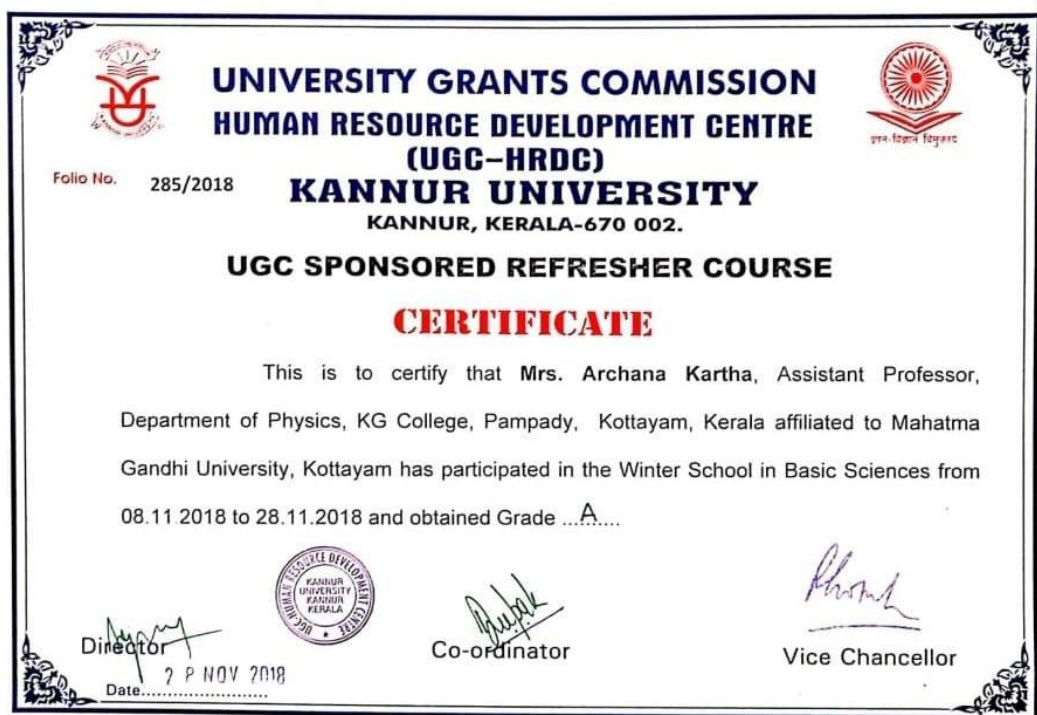 UNIVERSITY GRANTS COMMISSION
HUMAN RESOURCE DEVELOPMENT CENTRE
(UGC–HRDC)
Folio No. 285/2018
KANNUR UNIVERSITY
KANNUR, KERALA-670 002.
UGC SPONSORED REFRESHER COURSE
CERTIFICATE
This is to certify that Mrs. Archana Kartha, Assistant Professor,
Department of Physics, KG College, Pampady, Kottayam, Kerala affiliated to Mahatma
Gandhi University, Kottayam has participated in the Winter School in Basic Sciences from
08.11.2018 to 28.11.2018 and obtained Grade ...A....
UGC-HUMAN RESOURCE DEVELOPMENT CENTRE
KANNUR
UNIVERSITY
KANNUR
KERALA
Director
Co-ordinator
Vice Chancellor
NOV 2018
Date........................